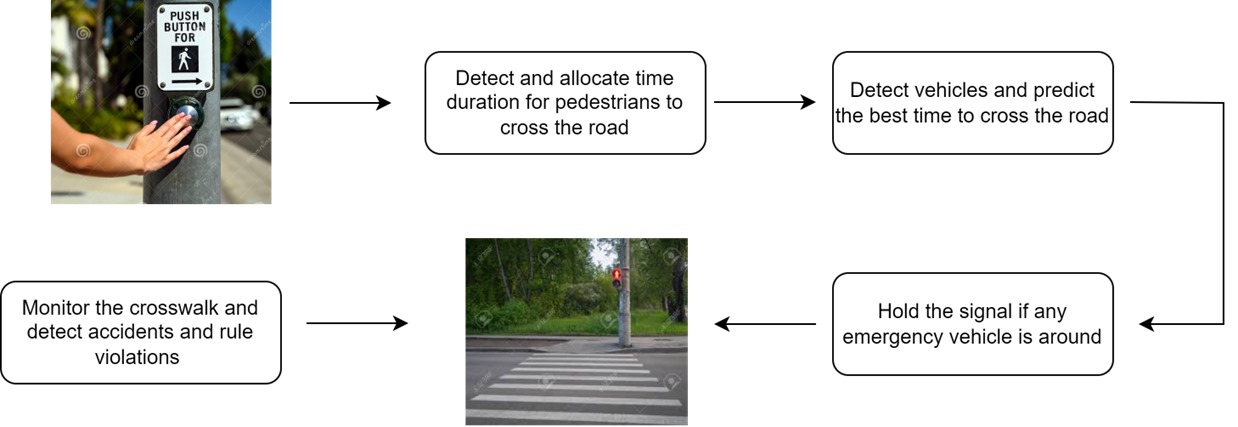 PUSH
BUTTON
FOR
Detect and allocate time
duration for pedestrians to
cross the road
Detect vehicles and predict
the best time to cross the road
Hold the signal if any
emergency vehicle is around
Monitor the crosswalk and
detect accidents and rule
violations